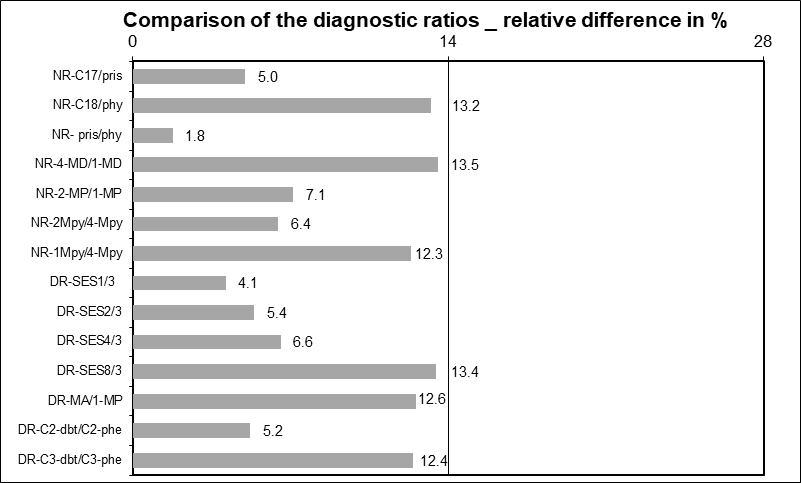 Comparison of the diagnostic ratios _ relative difference in %
0 14 28
NR-C17/pris 5.0
NR-C18/phy 13.2
NR- pris/phy 1.8
NR-4-MD/1-MD 13.5
NR-2-MP/1-MP 7.1
NR-2Mpy/4-Mpy 6.4
NR-1Mpy/4-Mpy 12.3
DR-SES1/3 4.1
DR-SES2/3 5.4
DR-SES4/3 6.6
DR-SES8/3 13.4
DR-MA/1-MP 12.6
DR-C2-dbt/C2-phe 5.2
DR-C3-dbt/C3-phe 12.4